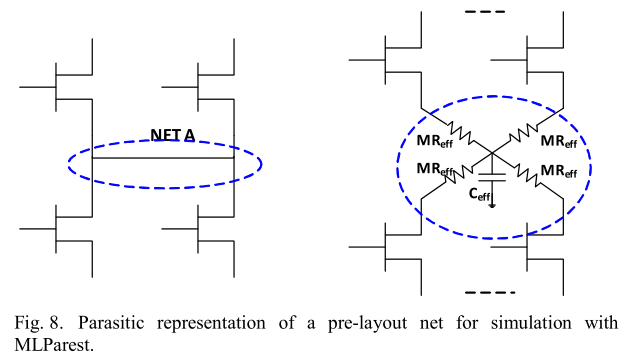 NET A
MReff MReff
MReff MReff
Ceff
Fig. 8. Parasitic representation of a pre-layout net for simulation with
MLParest.